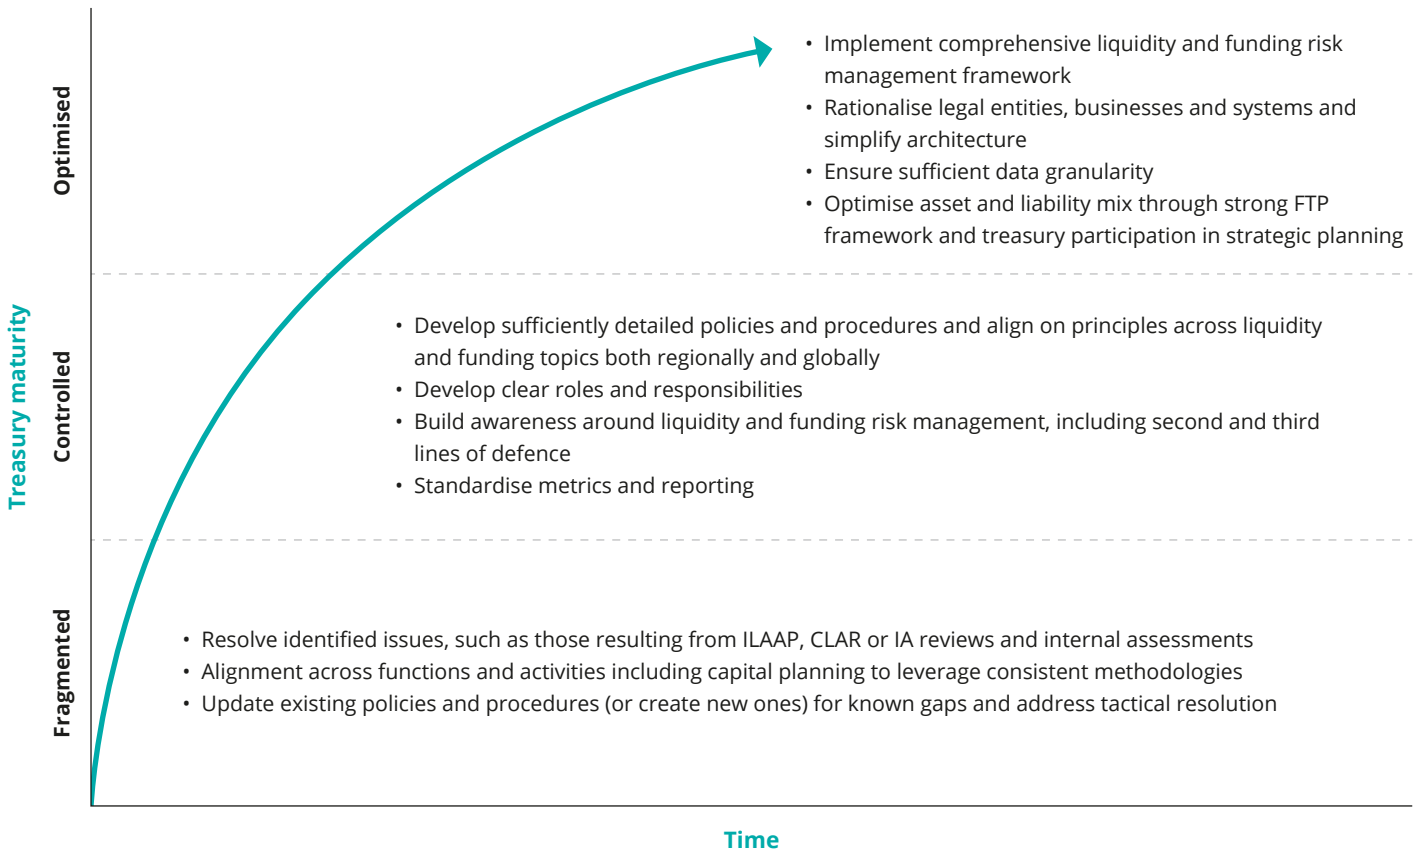 Treasury maturity
Optimised
• Implement comprehensive liquidity and funding risk
management framework
• Rationalise legal entities, businesses and systems and
simplify architecture
• Ensure sufficient data granularity
• Optimise asset and liability mix through strong FTP
framework and treasury participation in strategic planning
Controlled
• Develop sufficiently detailed policies and procedures and align on principles across liquidity
and funding topics both regionally and globally
• Develop clear roles and responsibilities
• Build awareness around liquidity and funding risk management, including second and third
lines of defence
• Standardise metrics and reporting
Fragmented
• Resolve identified issues, such as those resulting from ILAAP, CLAR or IA reviews and internal assessments
• Alignment across functions and activities including capital planning to leverage consistent methodologies
• Update existing policies and procedures (or create new ones) for known gaps and address tactical resolution
Time